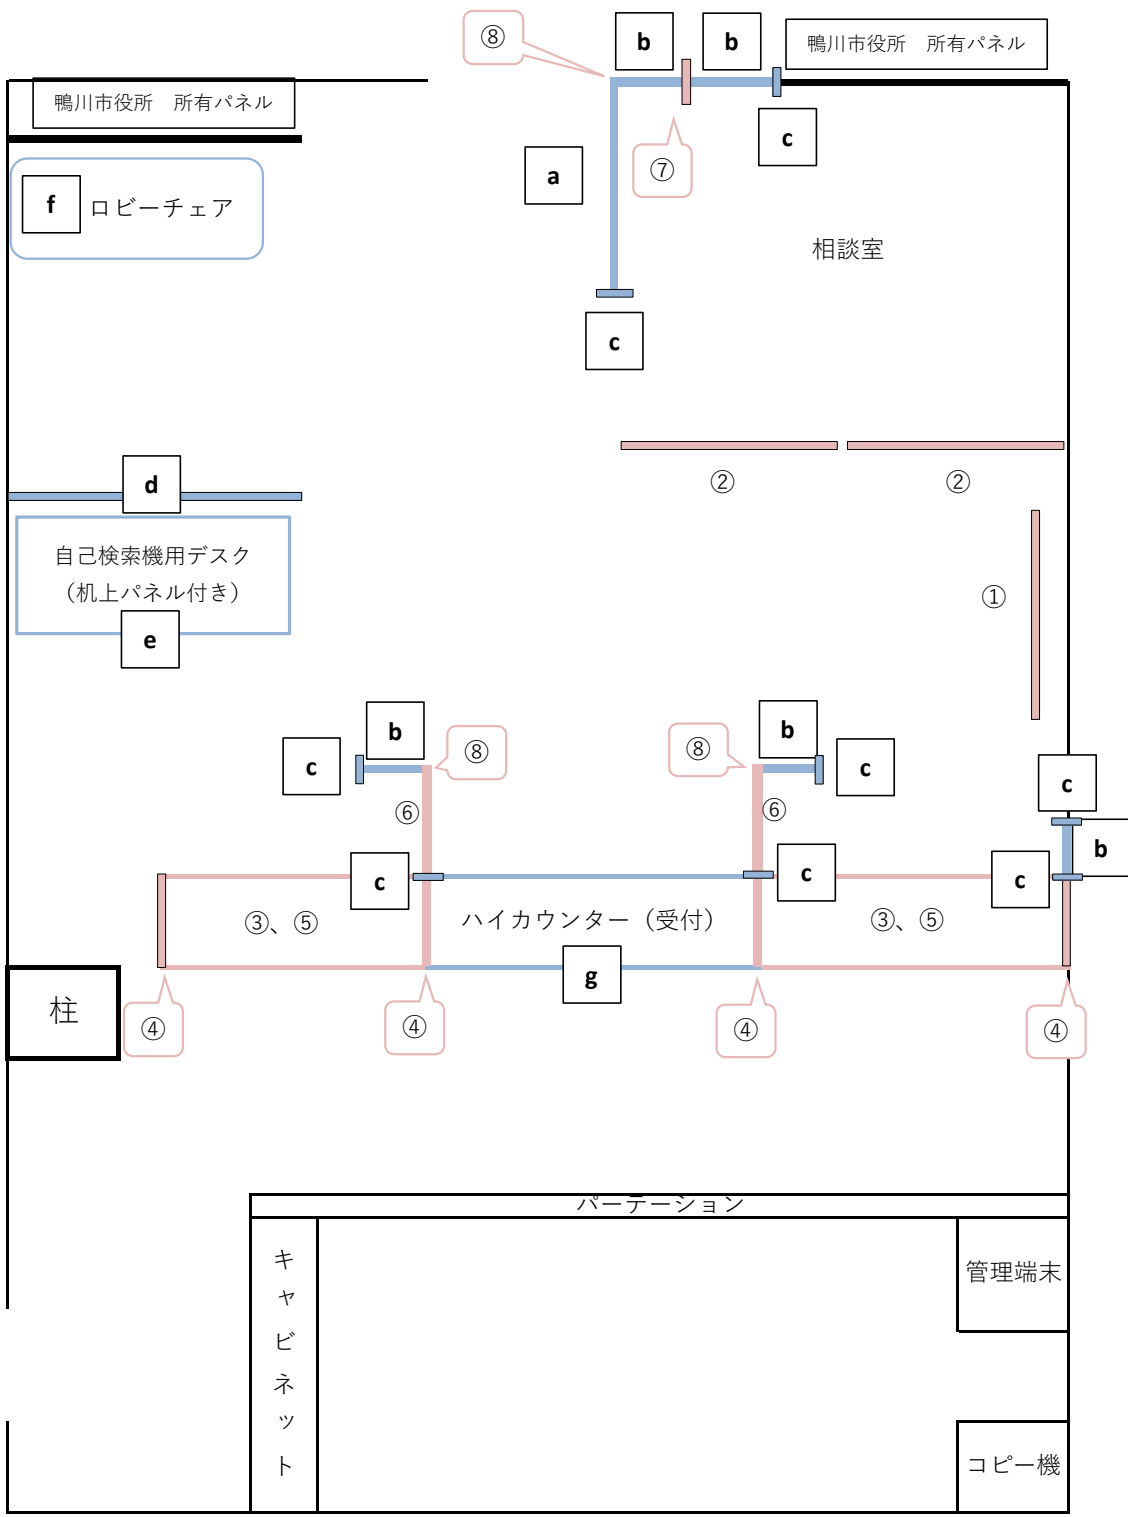 ⑧
b
b
鴨川市役所　所有パネル
鴨川市役所　所有パネル
c
⑦
a
f
ロビーチェア
相談室
c
②
②
d
自己検索機用デスク
（机上パネル付き）
e
①
b
⑧
c
⑧
b
c
c
⑥
⑥
b
c
c
c
③、⑤
ハイカウンター（受付）
③、⑤
g
柱
④
④
④
④
パーテーション
キャビネット
管理端末
コピー機